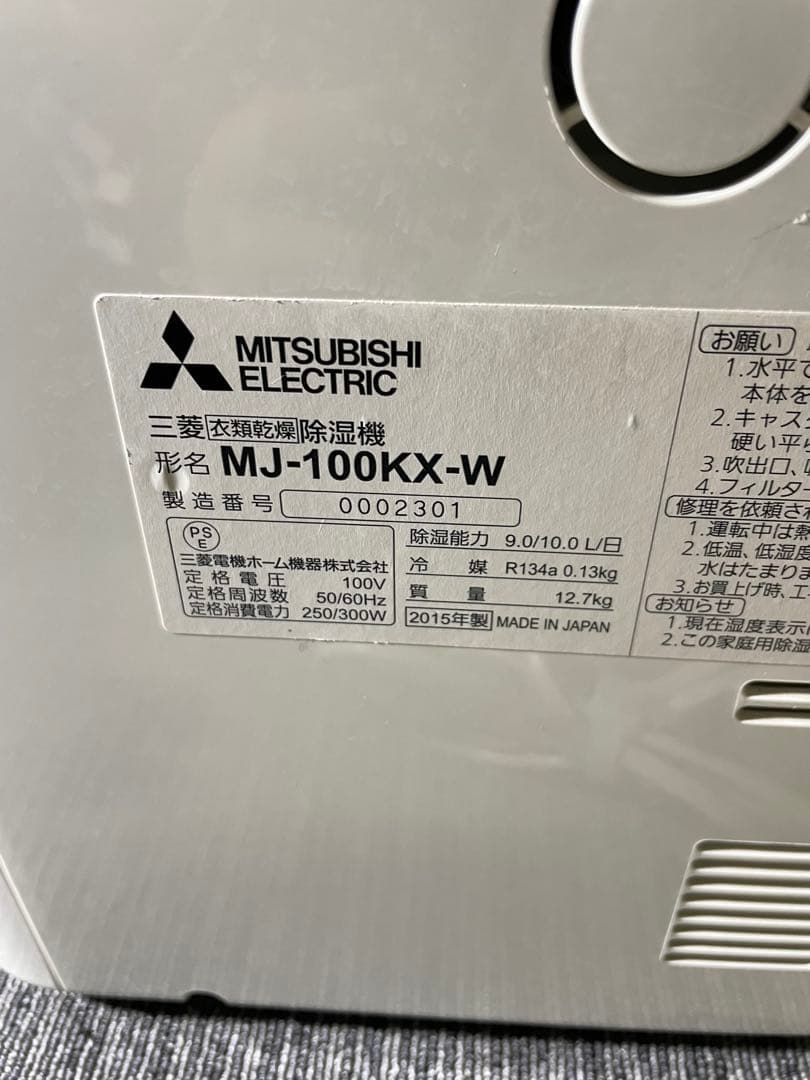 MITSUBISHI
ELECTRIC
三菱 衣類乾燥 除湿機
形名 MJ-100KX-W
製造番号 0002301
PS
E
三菱電機ホーム機器株式会社
定格電圧 100V
定格周波数 50/60Hz
定格消費電力 250/300W
除湿能力 9.0/10.0 L/日
冷媒 R134a 0.13kg
質量 12.7kg
2015年製 MADE IN JAPAN
お願い
1.水平で
本体を
2.キャスタ
硬い平ら
3.吹出口、
4.フィルター
修理を依頼され
1.運転中は熱
2.低温、低湿度
水はたまりま
3.お買上げ時、工
お知らせ
1.現在湿度表示
2.この家庭用除湿